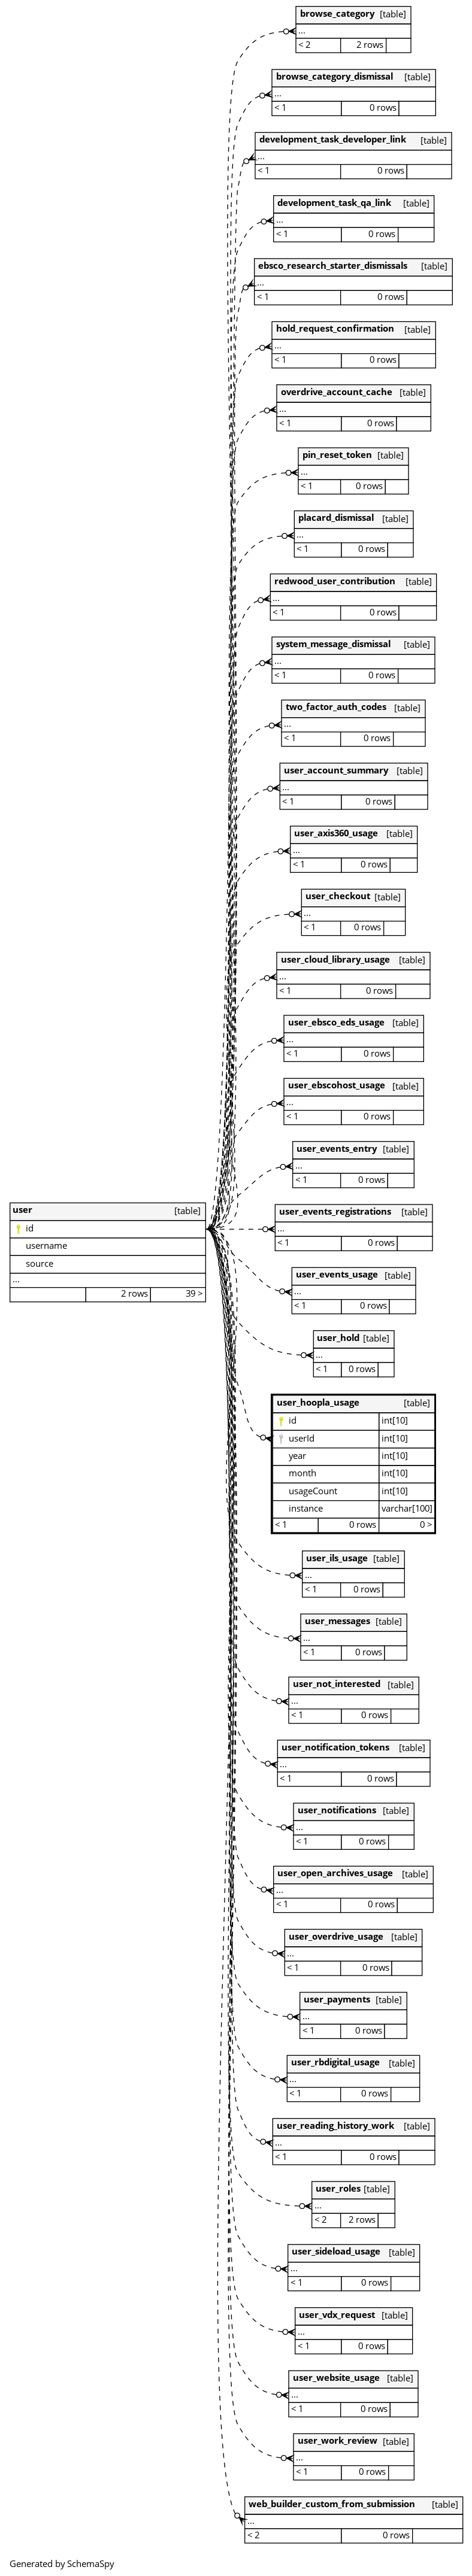 browse_category [table]
...
< 2 2 rows
browse_category_dismissal [table]
...
< 1 0 rows
development_task_developer_link [table]
...
< 1 0 rows
development_task_qa_link [table]
...
< 1 0 rows
ebsco_research_starter_dismissals [table]
...
< 1 0 rows
hold_request_confirmation [table]
...
< 1 0 rows
overdrive_account_cache [table]
...
< 1 0 rows
pin_reset_token [table]
...
< 1 0 rows
placard_dismissal [table]
...
< 1 0 rows
redwood_user_contribution [table]
...
< 1 0 rows
system_message_dismissal [table]
...
< 1 0 rows
two_factor_auth_codes [table]
...
< 1 0 rows
user_account_summary [table]
...
< 1 0 rows
user_axis360_usage [table]
...
< 1 0 rows
user_checkout [table]
...
< 1 0 rows
user_cloud_library_usage [table]
...
< 1 0 rows
user_ebsco_eds_usage [table]
...
< 1 0 rows
user_ebscohost_usage [table]
...
< 1 0 rows
user_events_entry [table]
...
< 1 0 rows
user [table]
id
username
source
...
2 rows 39 >
user_events_registrations [table]
...
< 1 0 rows
user_events_usage [table]
...
< 1 0 rows
user_hold [table]
...
< 1 0 rows
user_hoopla_usage [table]
id int[10]
userId int[10]
year int[10]
month int[10]
usageCount int[10]
instance varchar[100]
< 1 0 rows 0 >
user_ils_usage [table]
...
< 1 0 rows
user_messages [table]
...
< 1 0 rows
user_not_interested [table]
...
< 1 0 rows
user_notification_tokens [table]
...
< 1 0 rows
user_notifications [table]
...
< 1 0 rows
user_open_archives_usage [table]
...
< 1 0 rows
user_overdrive_usage [table]
...
< 1 0 rows
user_payments [table]
...
< 1 0 rows
user_rbdigital_usage [table]
...
< 1 0 rows
user_reading_history_work [table]
...
< 1 0 rows
user_roles [table]
...
< 2 2 rows
user_sideload_usage [table]
...
< 1 0 rows
user_vdx_request [table]
...
< 1 0 rows
user_website_usage [table]
...
< 1 0 rows
user_work_review [table]
...
< 1 0 rows
web_builder_custom_from_submission [table]
...
< 2 0 rows
Generated by SchemaSpy